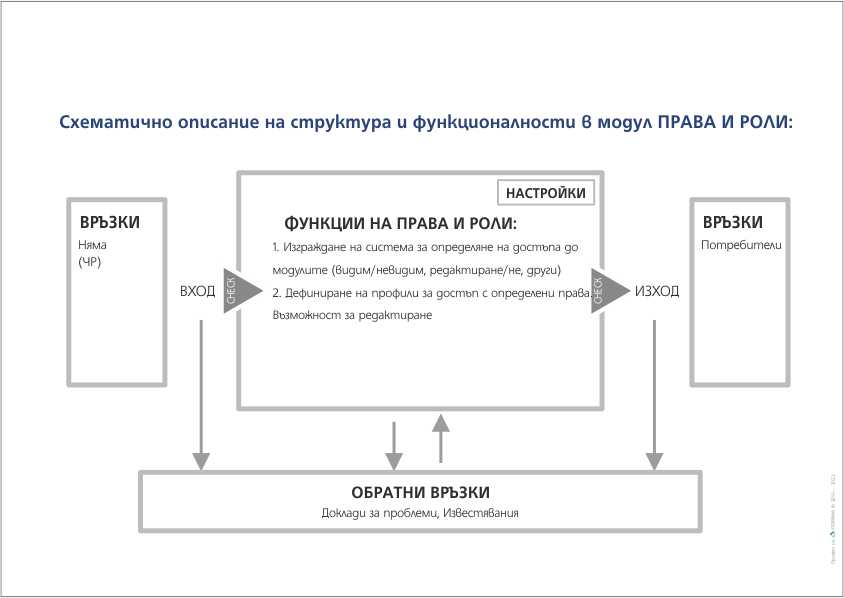 Схематично описание на структура и функционалности в модул ПРАВА И РОЛИ:
НАСТРОЙКИ
ВРЪЗКИ
Няма
(ЧР)
ВХОД
CHECK
ФУНКЦИИ НА ПРАВА И РОЛИ:
1. Изграждане на система за определяне на достъпа до
модулите (видим/невидим, редактиране/не, други)
2. Дефиниране на профили за достъп с определени права.
Възможност за редактиране
CHECK
ИЗХОД
ВРЪЗКИ
Потребители
ОБРАТНИ ВРЪЗКИ
Доклади за проблеми, Известявания